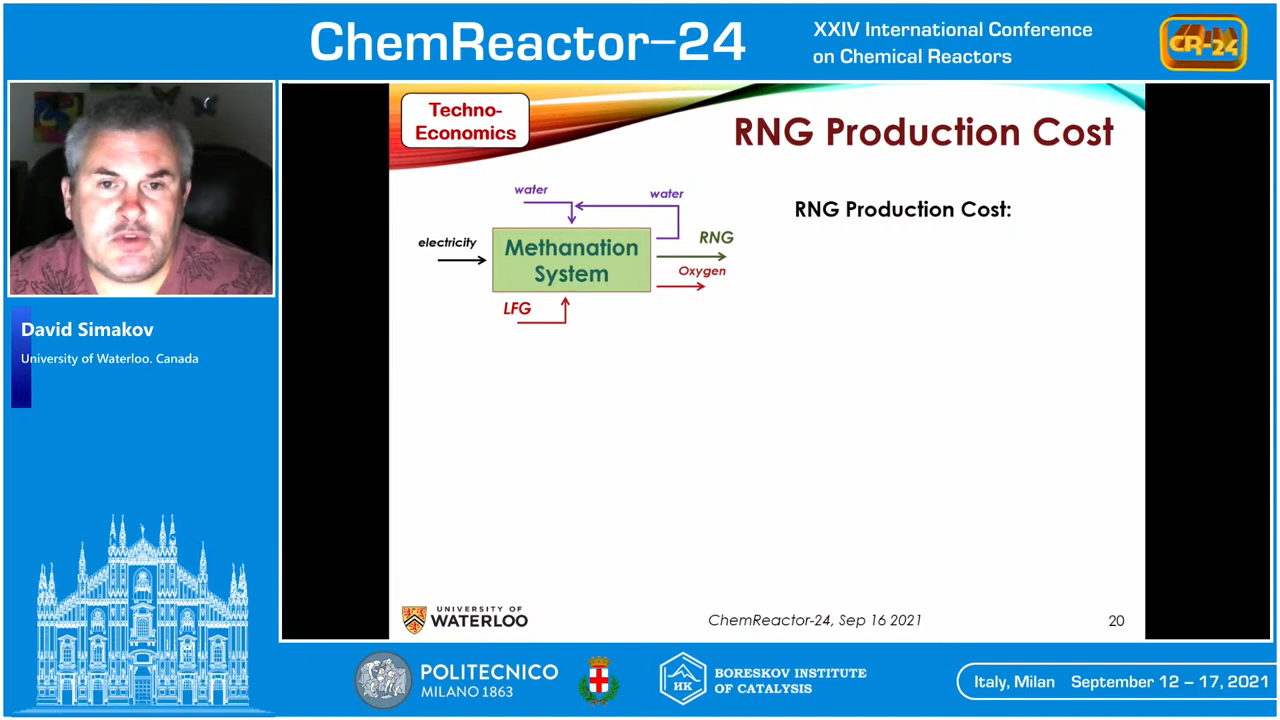 ChemReactor–24
XXIV International Conference
on Chemical Reactors
CR-24
Techno-
Economics
RNG Production Cost
water
water
electricity
Methanation
System
RNG
Oxygen
LFG
RNG Production Cost:
David Simakov
University of Waterloo. Canada
UNIVERSITY OF
WATERLOO
ChemReactor-24, Sep 16 2021
20
POLITECNICO
MILANO 1863
HK
BORESKOV INSTITUTE
OF CATALYSIS
Italy, Milan September 12 – 17, 2021